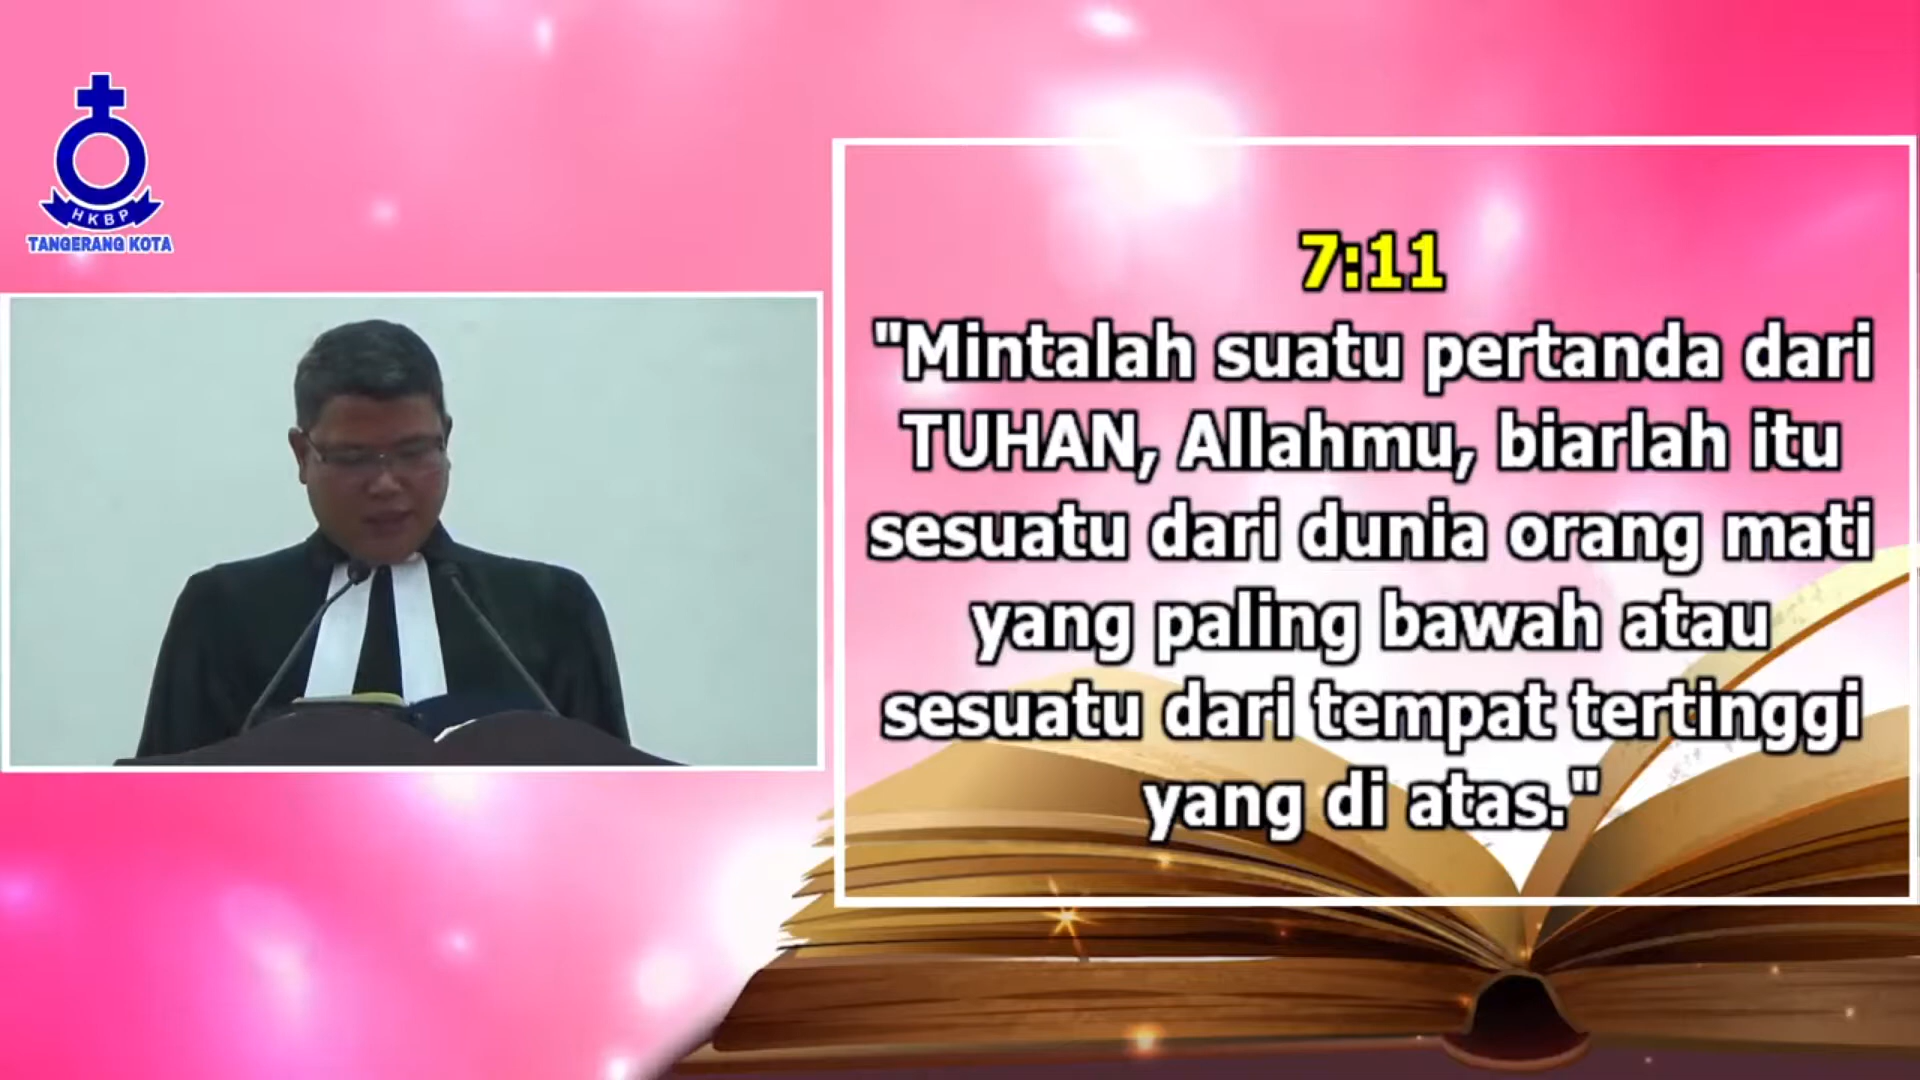 HKBP
TANGERANG KOTA
7:11
"Mintalah suatu pertanda dari
TUHAN, Allahmu, biarlah itu
sesuatu dari dunia orang mati
yang paling bawah atau
sesuatu dari tempat tertinggi
yang di atas."